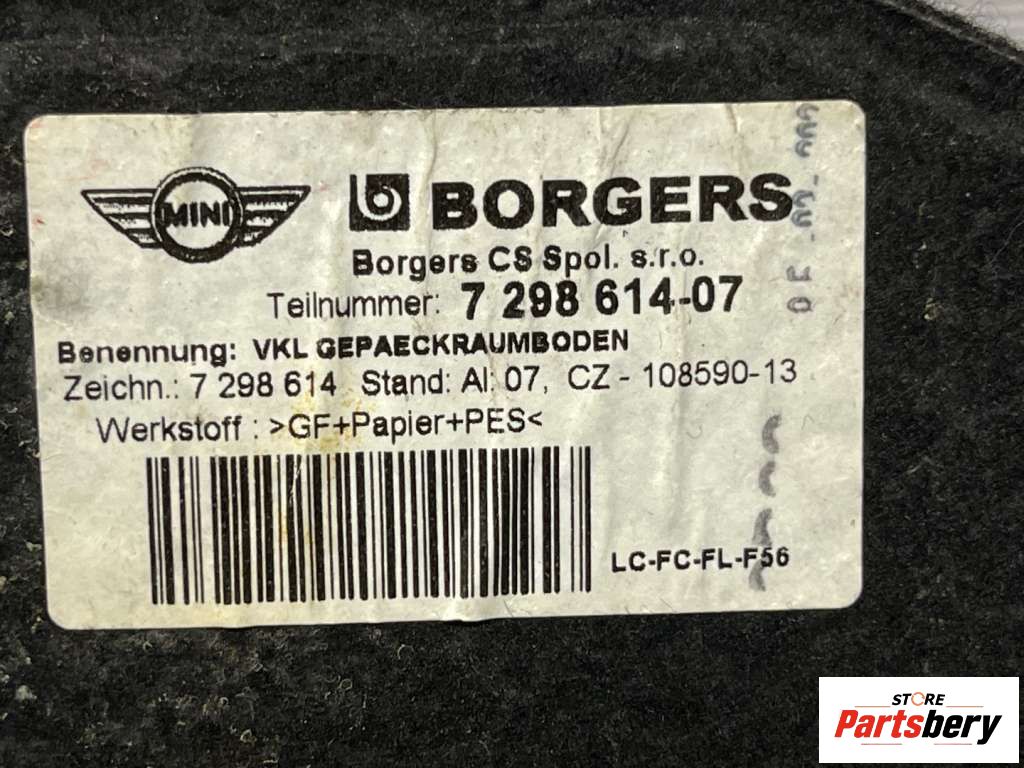 MINI
BORGERS
Borgers CS Spol. s.r.o.
Teilnummer: 7 298 614-07
Benennung: VKL GEPAECKRAUMBODEN
Zeichn.: 7 298 614 Stand: AI: 07, CZ - 108590-13
Werkstoff : >GF+Papier+PES<
LC-FC-FL-F56
STORE
Partsbery